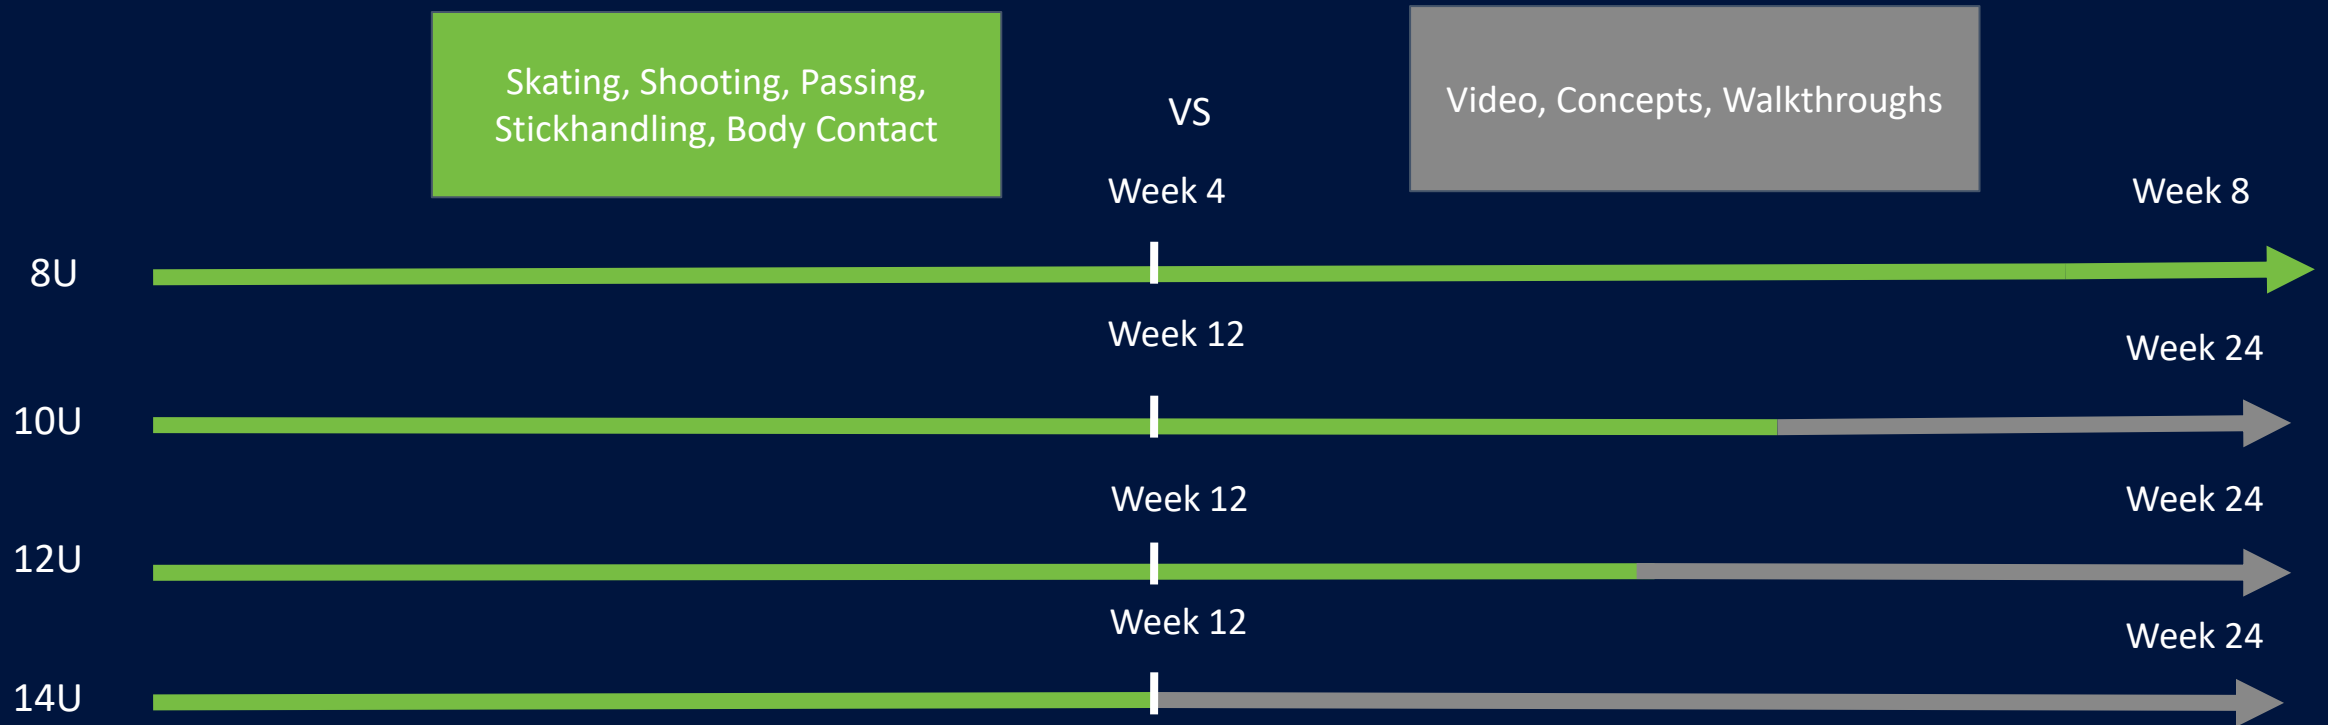 Skating, Shooting, Passing,
Stickhandling, Body Contact
VS
Video, Concepts, Walkthroughs
Week 4
Week 8
8U
Week 12
Week 24
10U
Week 12
Week 24
12U
Week 12
Week 24
14U